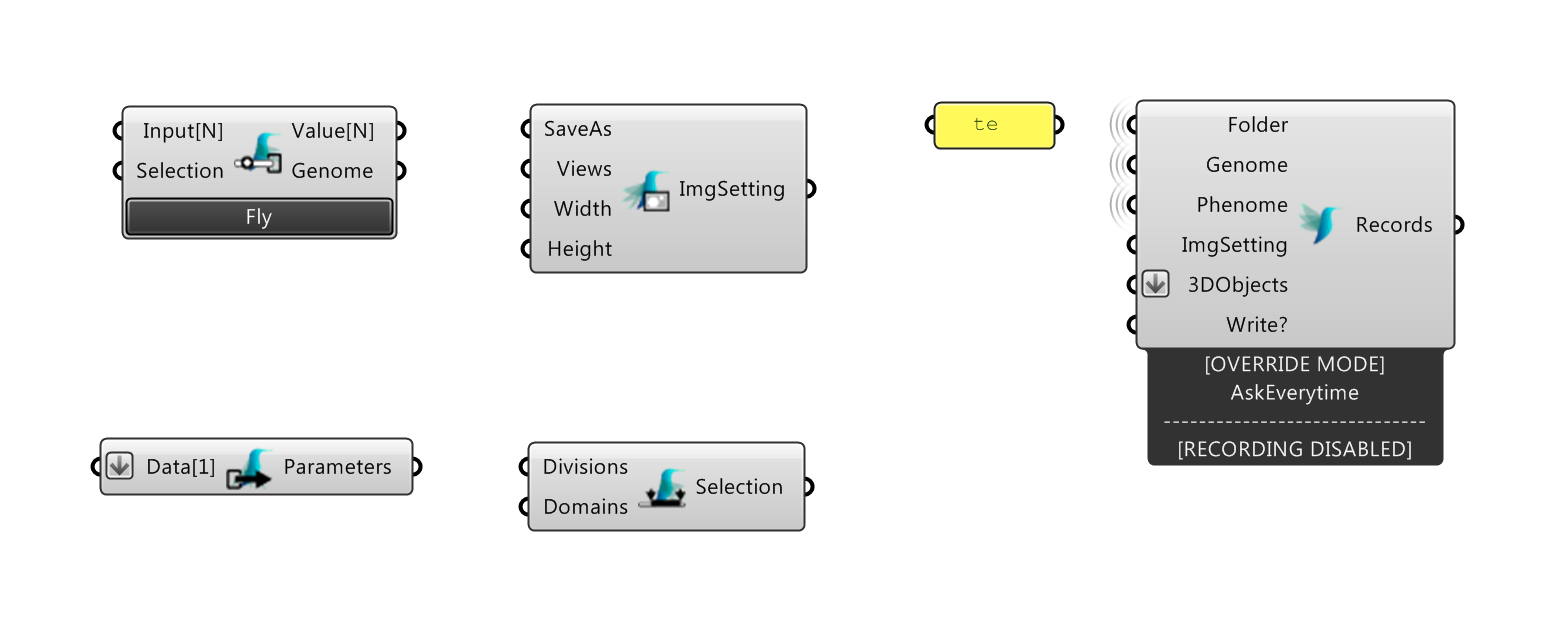 Input[N] Value[N]
Selection Genome
Fly
SaveAs
Views
Width
Height
ImgSetting
te
Folder
Genome
Phenome
ImgSetting
3DObjects
Write?
Records
[OVERRIDE MODE]
AskEverytime
------------------------------
[RECORDING DISABLED]
Data[1] Parameters
Divisions
Domains
Selection